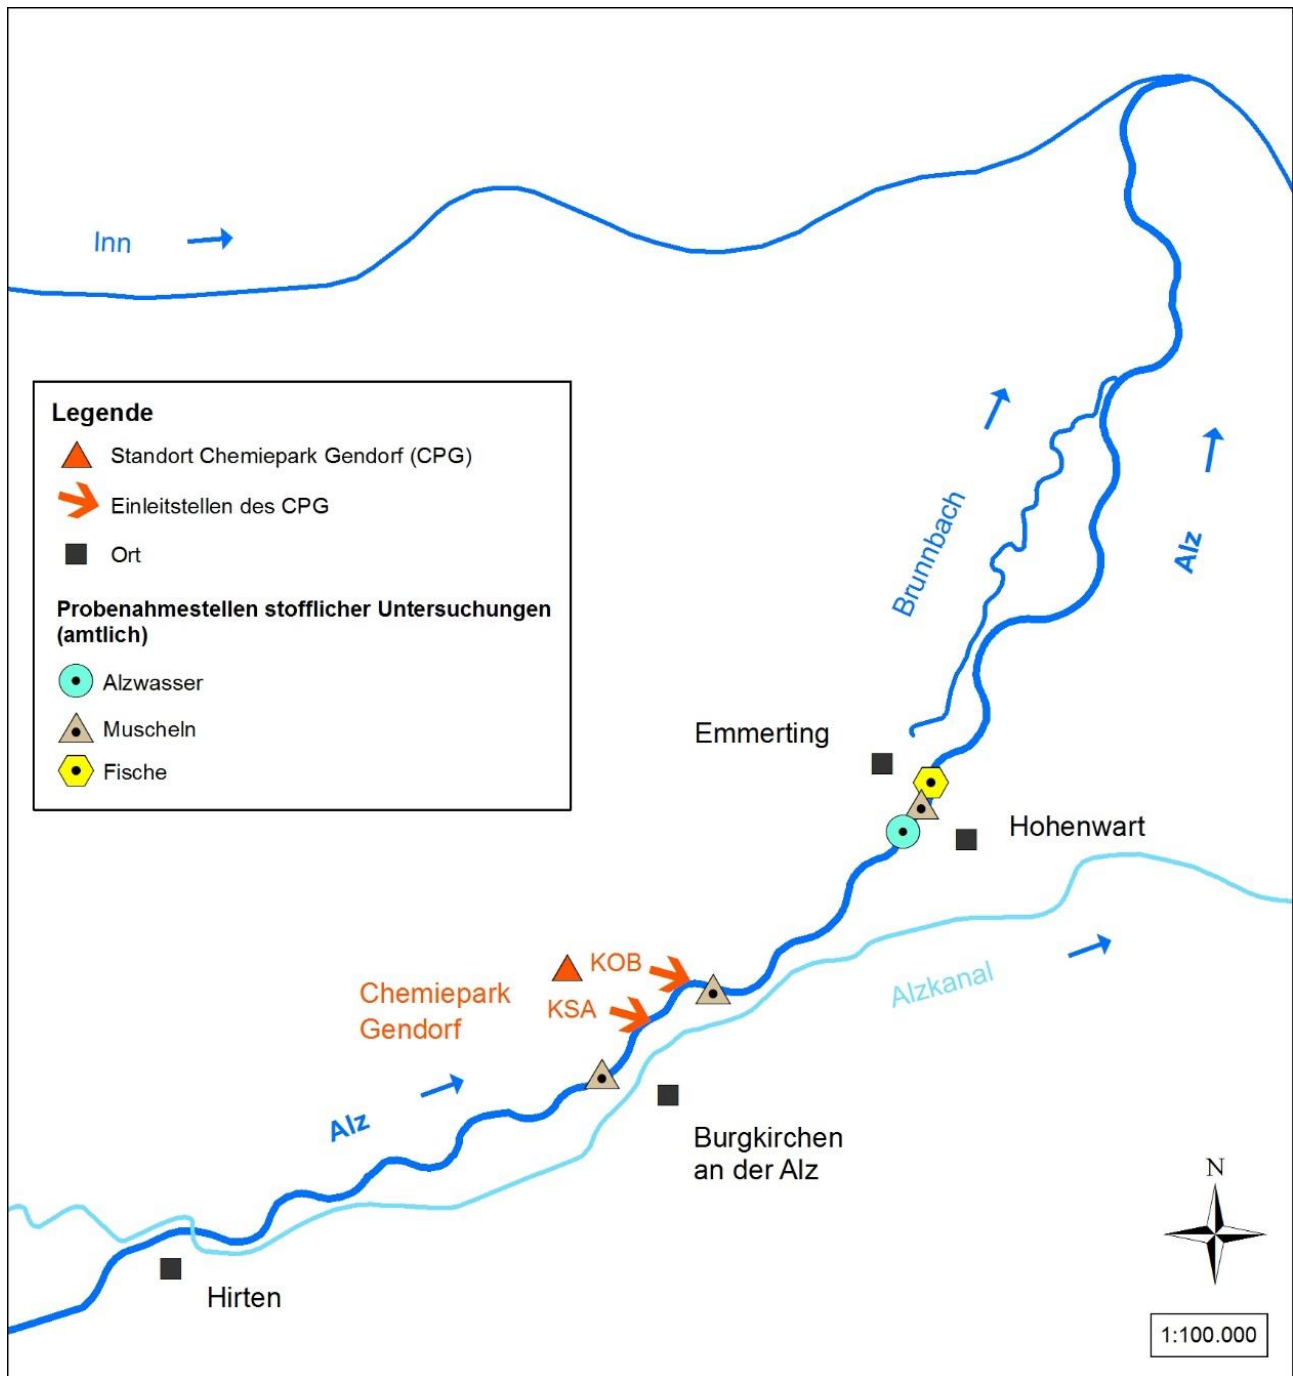 Inn
Legende
Standort Chemiepark Gendorf (CPG)
Einleitstellen des CPG
Ort
Probenahmestellen stofflicher Untersuchungen
(amtlich)
Alzwasser
Muscheln
Fische
Brunnbach
Alz
Emmerting
Hohenwart
Alzkanal
KOB
KSA
Chemiepark
Gendorf
Alz
Burgkirchen
an der Alz
Hirten
N
1:100.000